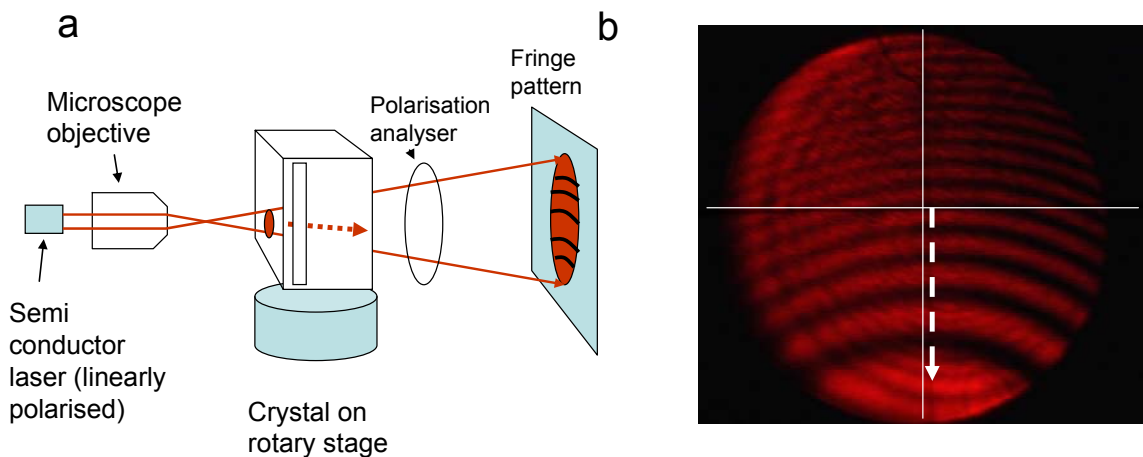 a
b
Microscope
objective
Polarisation
analyser
Fringe
pattern
Semi
conductor
laser (linearly
polarised)
Crystal on
rotary stage